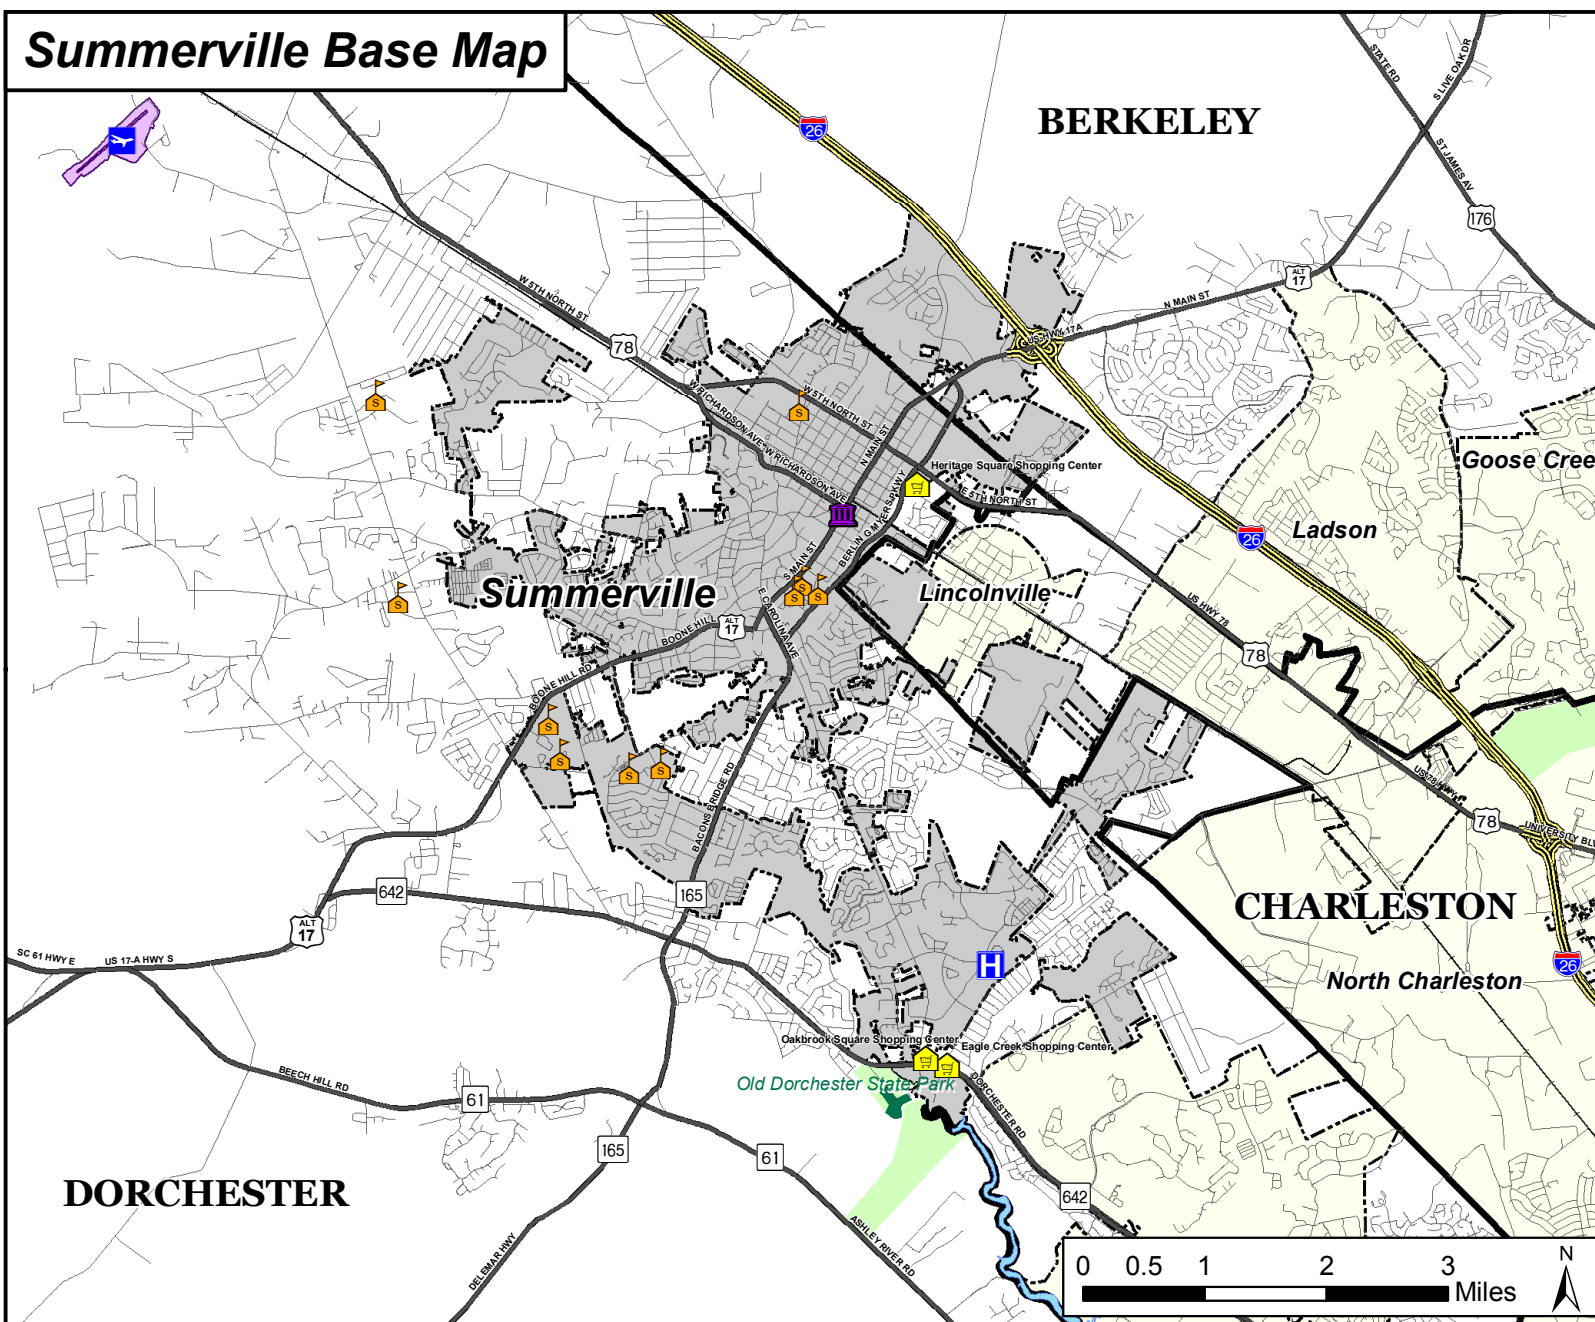 Summerville Base Map
BERKELEY
STATE RD
S LIVE OAK DR
ST JAMES AV
26
176
ALT
17
N MAIN ST
US HWY 17A
W 5TH NORTH ST
78
W RICHARDSON AVE
W RICHARDSON AVE
W 5TH NORTH ST
N MAIN ST
S
S
Goose Cree
Heritage Square Shopping Center
E 5TH NORTH ST
BERLIN G MYERS PKWY
26
Ladson
S MAIN ST
Summerville
Lincolnville
S
S
S
S
E CAROLINA AVE
BOONE HILL
ALT
17
US HWY 78
78
BOONE HILL RD
S
S
S
S
BACONS BRIDGE RD
US 78 HWY
78
UNIVERSITY BLV
642
165
ALT
17
CHARLESTON
SC 61 HWY E
US 17-A HWY S
H
26
North Charleston
Oakbrook Square Shopping Center
Eagle Creek Shopping Center
Old Dorchester State Park
DORCHESTER RD
BEECH HILL RD
61
165
61
DORCHESTER
642
ASHLEY RIVER RD
DELEMAR HWY
0 0.5 1 2 3
Miles
N